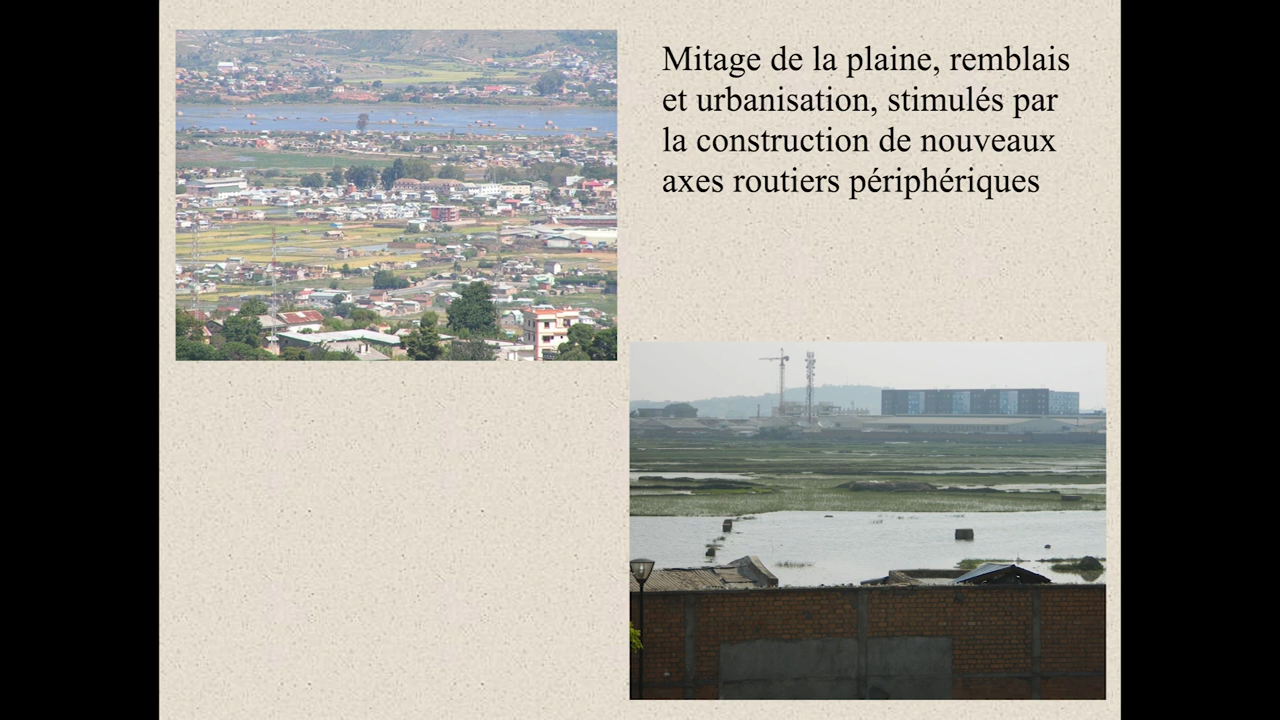 Mitage de la plaine, remblais
et urbanisation, stimulés par
la construction de nouveaux
axes routiers périphériques